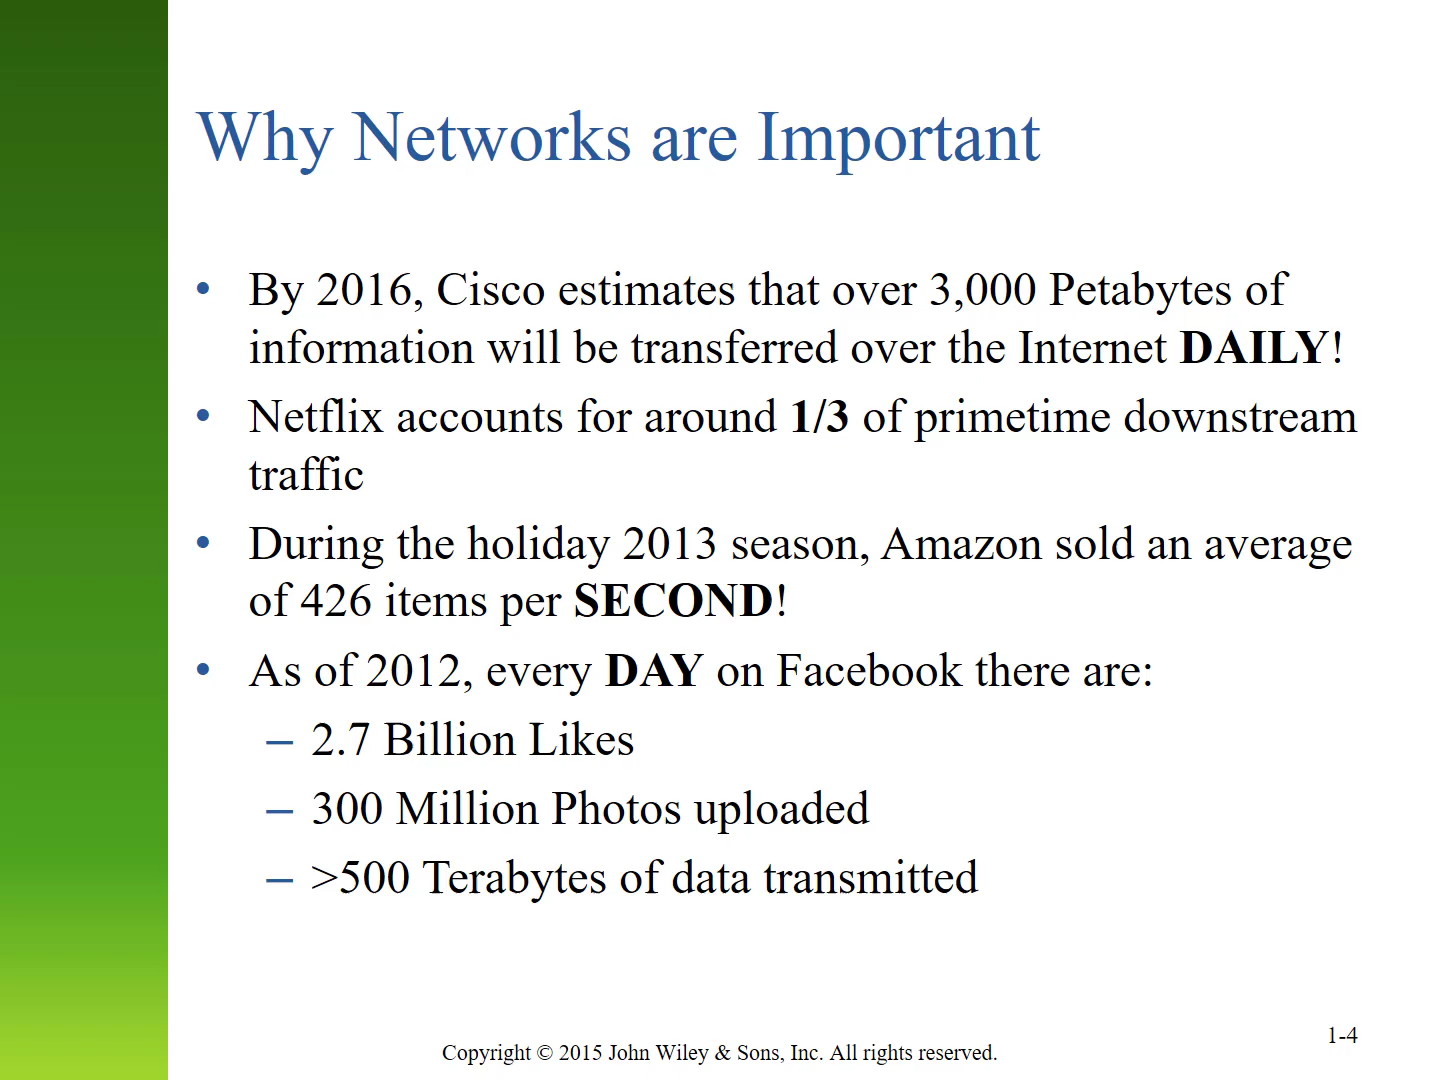 Why Networks are Important
• By 2016, Cisco estimates that over 3,000 Petabytes of
information will be transferred over the Internet DAILY!
• Netflix accounts for around 1/3 of primetime downstream
traffic
• During the holiday 2013 season, Amazon sold an average
of 426 items per SECOND!
• As of 2012, every DAY on Facebook there are:
– 2.7 Billion Likes
– 300 Million Photos uploaded
– >500 Terabytes of data transmitted
1-4
Copyright © 2015 John Wiley & Sons, Inc. All rights reserved.